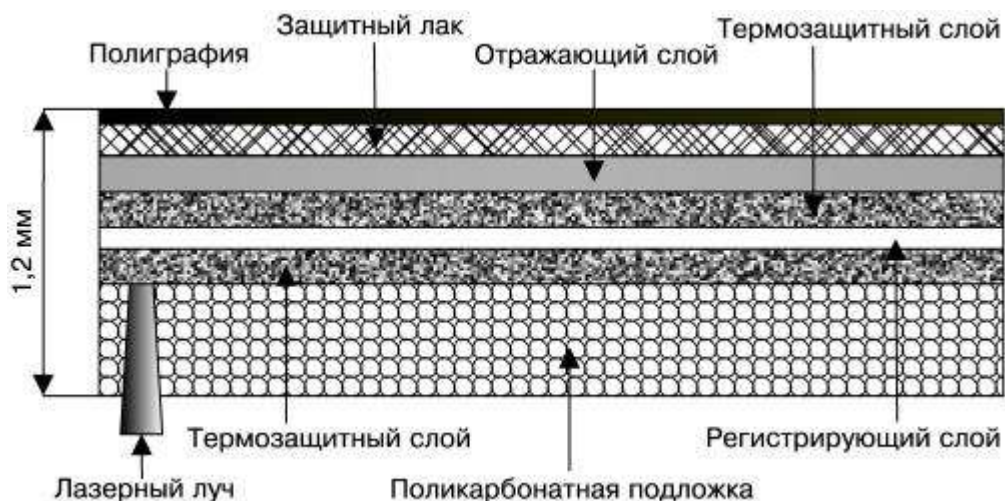 Защитный лак
Термозащитный слой
Полиграфия
Отражающий слой
1,2 мм
Термозащитный слой
Регистрирующий слой
Лазерный луч
Поликарбонатная подложка